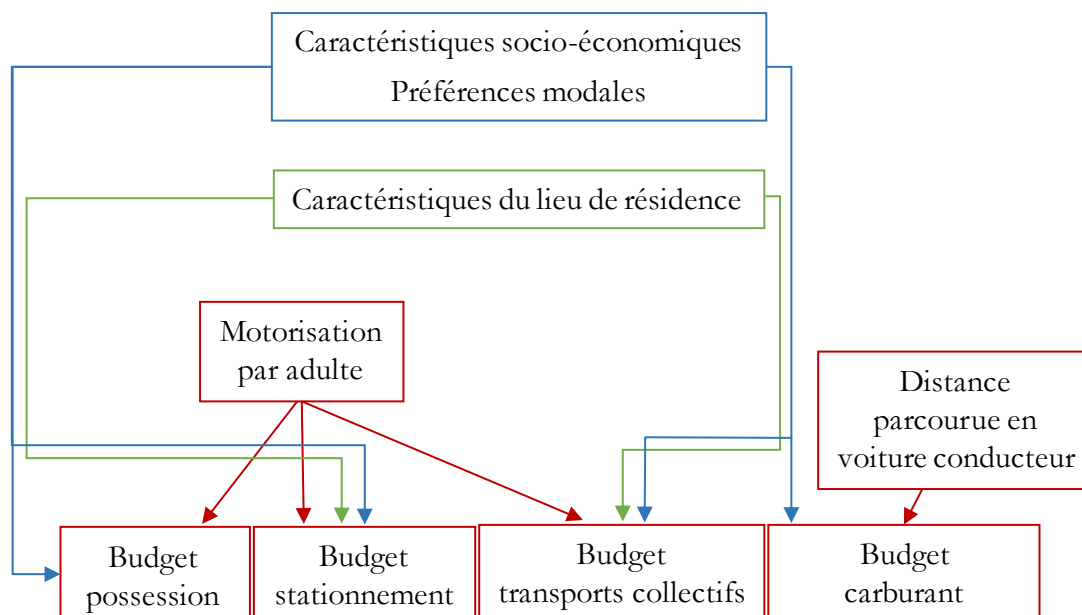 Caractéristiques socio-économiques
Préférences modales
Caractéristiques du lieu de résidence
Motorisation
par adulte
Distance
parcourue en
voiture conducteur
Budget
possession
Budget
stationnement
Budget
transports collectifs
Budget
carburant